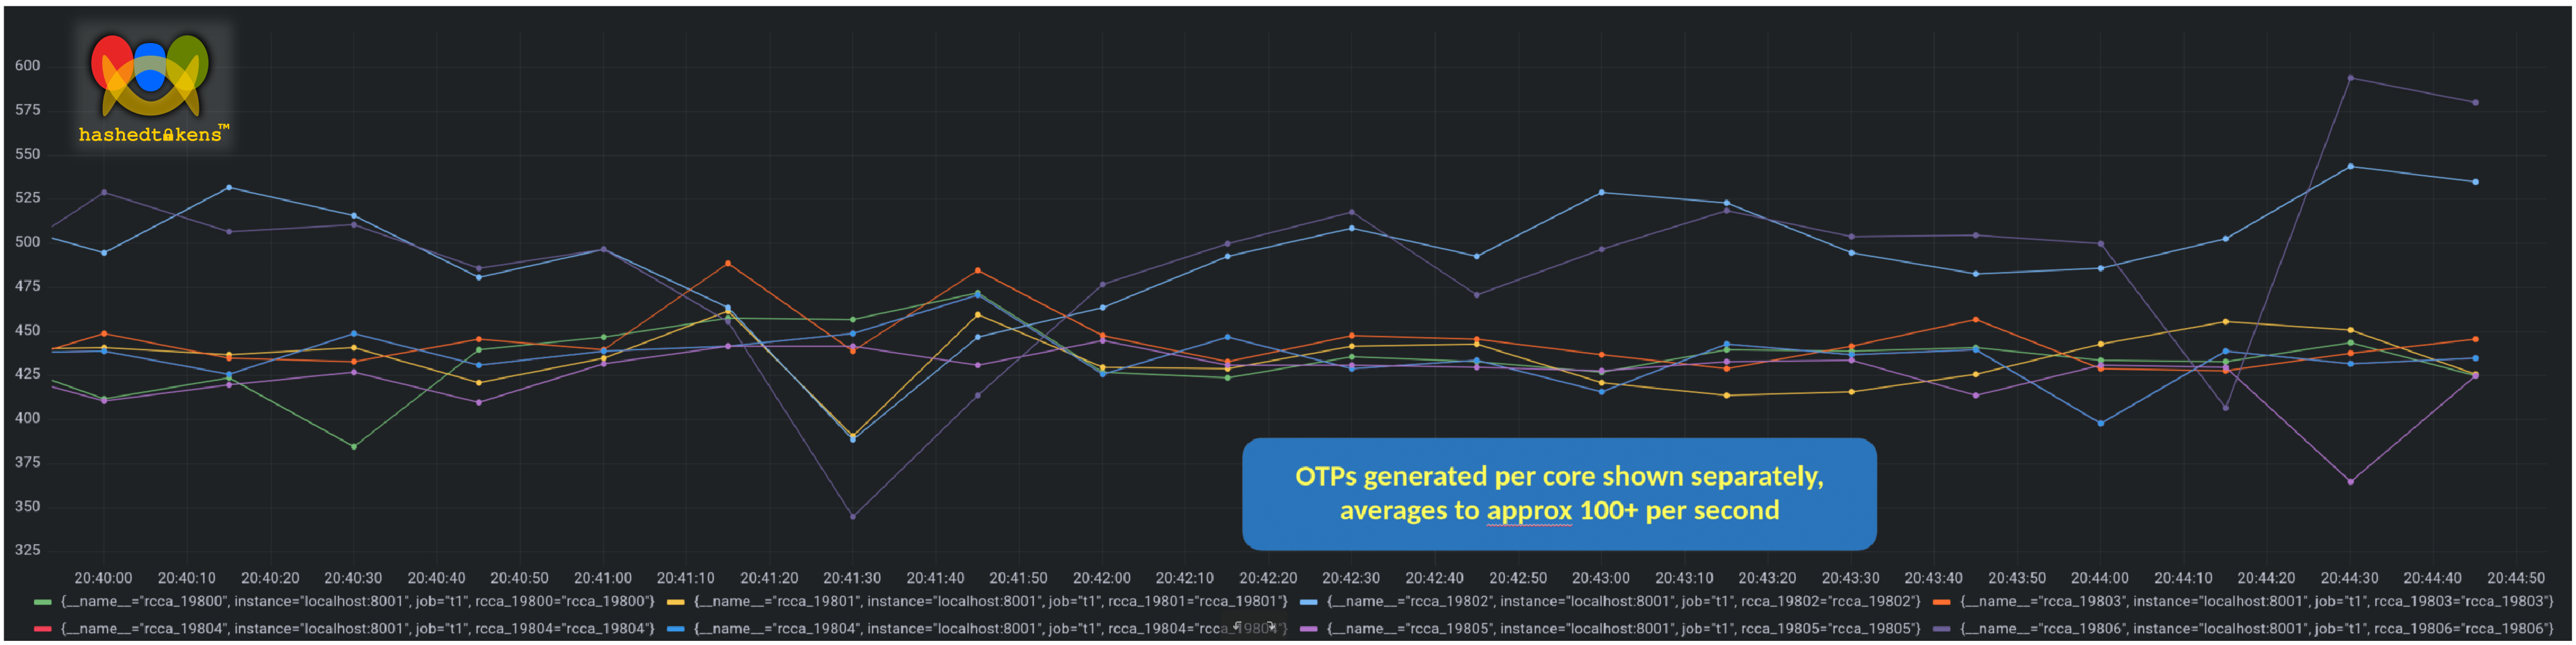 600
575
550
525
500
475
450
425
400
375
350
325
hashedtokens™
OTPs generated per core shown separately,
averages to approx 100+ per second
20:40:00 20:40:10 20:40:20 20:40:30 20:40:40 20:40:50 20:41:00 20:41:10 20:41:20 20:41:30 20:41:40 20:41:50 20:42:00 20:42:10 20:42:20 20:42:30 20:42:40 20:42:50 20:43:00 20:43:10 20:43:20 20:43:30 20:43:40 20:43:50 20:44:00 20:44:10 20:44:20 20:44:30 20:44:40 20:44:50
{__name__="rcca_19800", instance="localhost:8001", job="t1", rcca_19800="rcca_19800"} {__name__="rcca_19801", instance="localhost:8001", job="t1", rcca_19801="rcca_19801"} {__name__="rcca_19802", instance="localhost:8001", job="t1", rcca_19802="rcca_19802"} {__name__="rcca_19803", instance="localhost:8001", job="t1", rcca_19803="rcca_19803"}
{__name__="rcca_19804", instance="localhost:8001", job="t1", rcca_19804="rcca_19804"} {__name__="rcca_19804", instance="localhost:8001", job="t1", rcca_19804="rcca_19804"} {__name__="rcca_19805", instance="localhost:8001", job="t1", rcca_19805="rcca_19805"} {__name__="rcca_19806", instance="localhost:8001", job="t1", rcca_19806="rcca_19806"}